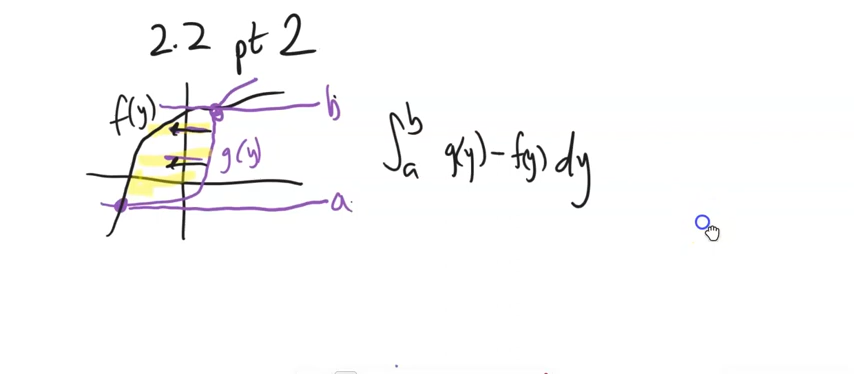 2.2 pt 2
f(y)
b
g(y)
a
∫ₐᵇ g(y) − f(y) dy